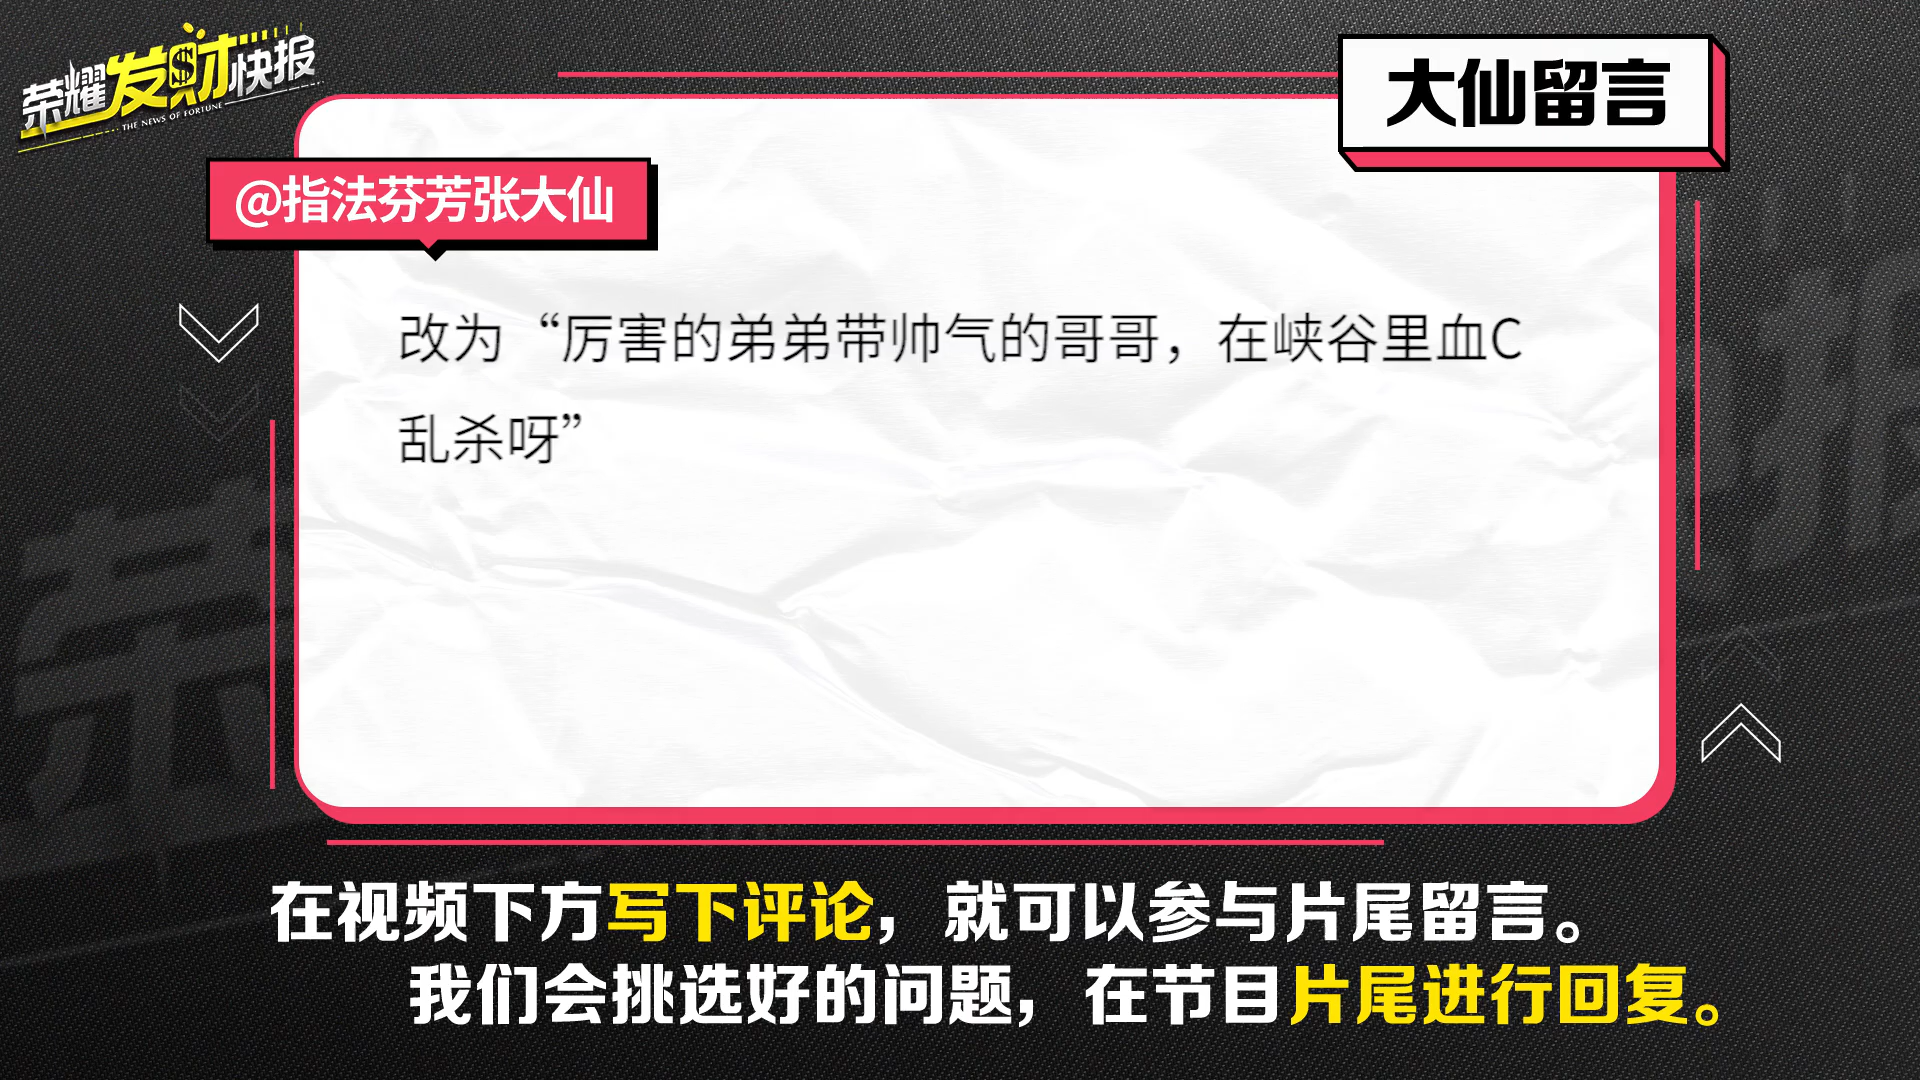 荣耀发财快报
THE NEWS OF FORTUNE
大仙留言
@指法芬芳张大仙
改为“厉害的弟弟带帅气的哥哥，在峡谷里血C
乱杀呀”
在视频下方写下评论，就可以参与片尾留言。
我们会挑选好的问题，在节目片尾进行回复。